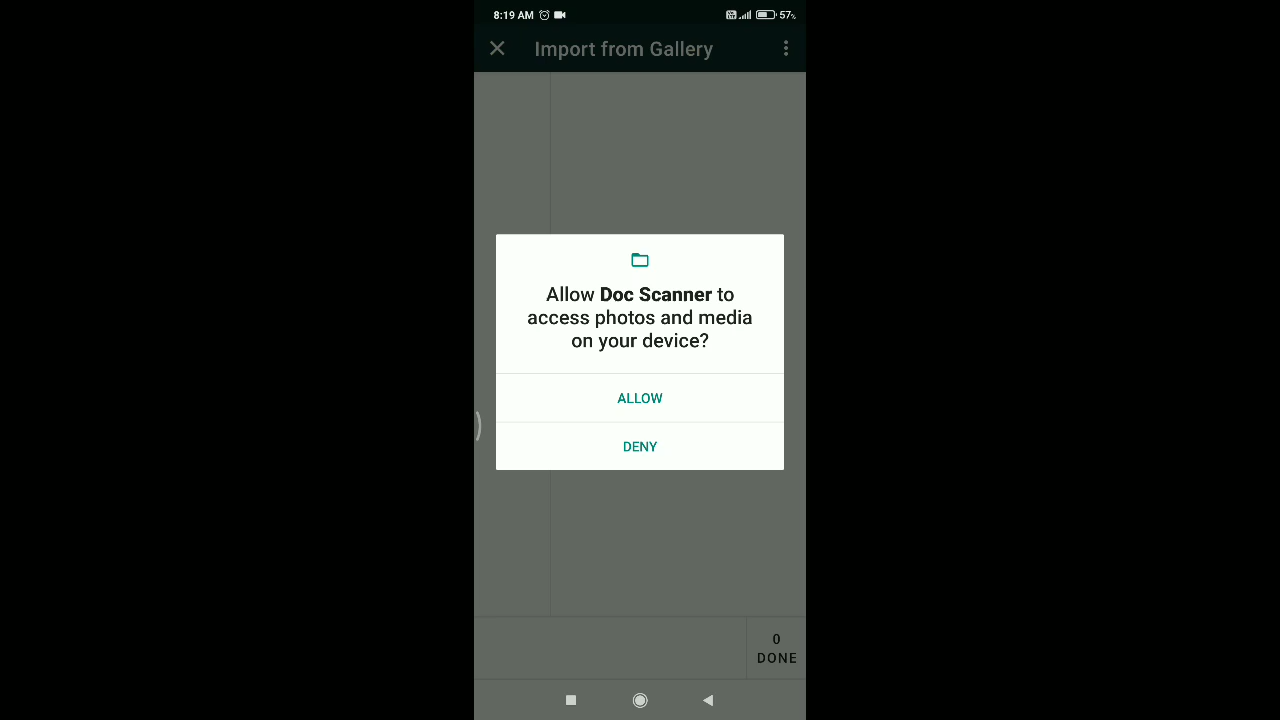 8:19 AM 57%
Import from Gallery
Allow Doc Scanner to
access photos and media
on your device?
ALLOW
DENY
0
DONE